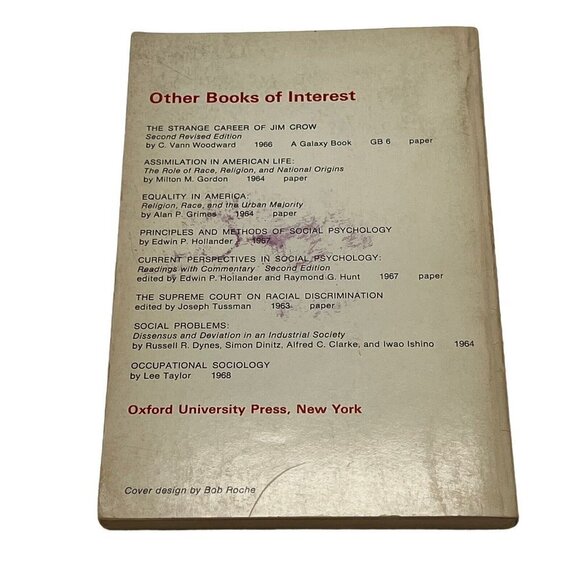 Other Books of Interest
THE STRANGE CAREER OF JIM CROW
Second Revised Edition
by C. Vann Woodward 1966 A Galaxy Book GB 6 paper
ASSIMILATION IN AMERICAN LIFE:
The Role of Race, Religion, and National Origins
by Milton M. Gordon 1964 paper
EQUALITY IN AMERICA:
Religion, Race, and the Urban Majority
by Alan P. Grimes 1964 paper
PRINCIPLES AND METHODS OF SOCIAL PSYCHOLOGY
by Edwin P. Hollander 1967
CURRENT PERSPECTIVES IN SOCIAL PSYCHOLOGY:
Readings with Commentary Second Edition
edited by Edwin P. Hollander and Raymond G. Hunt 1967 paper
THE SUPREME COURT ON RACIAL DISCRIMINATION
edited by Joseph Tussman 1963 paper
SOCIAL PROBLEMS:
Dissensus and Deviation in an Industrial Society
by Russell R. Dynes, Simon Dinitz, Alfred C. Clarke, and Iwao Ishino 1964
OCCUPATIONAL SOCIOLOGY
by Lee Taylor 1968
Oxford University Press, New York
Cover design by Bob Roche